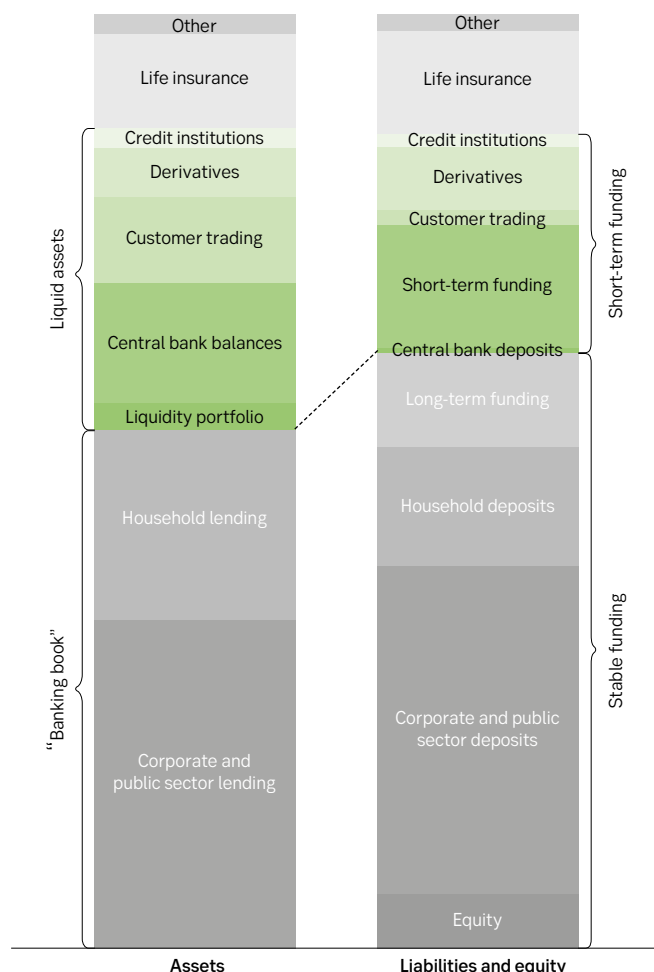 Other
Life insurance
Credit institutions
Derivatives
Customer trading
Central bank balances
Liquidity portfolio
Household lending
Corporate and
public sector lending
Liquid assets
“Banking book”
Assets
Other
Life insurance
Credit institutions
Derivatives
Customer trading
Short-term funding
Central bank deposits
Long-term funding
Household deposits
Corporate and public
sector deposits
Equity
Short-term funding
Stable funding
Liabilities and equity